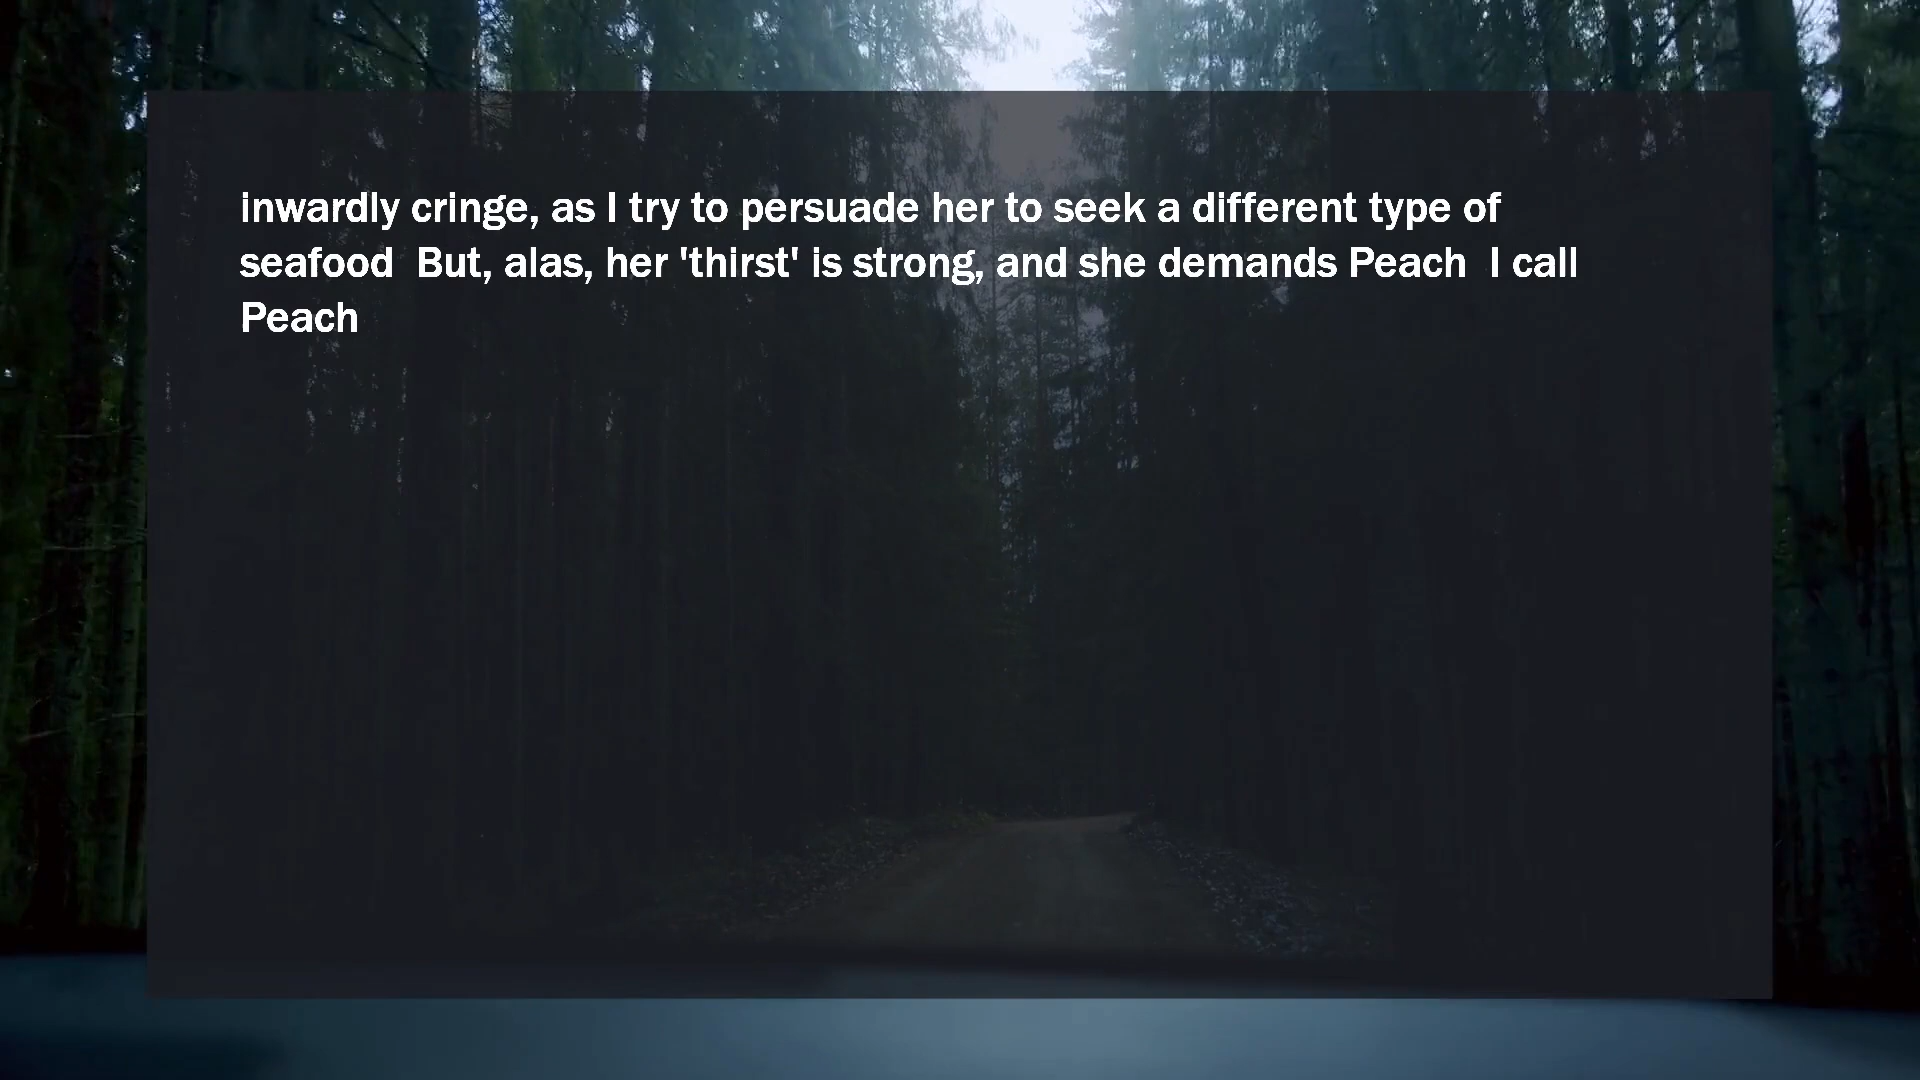 inwardly cringe, as I try to persuade her to seek a different type of
seafood  But, alas, her 'thirst' is strong, and she demands Peach  I call
Peach